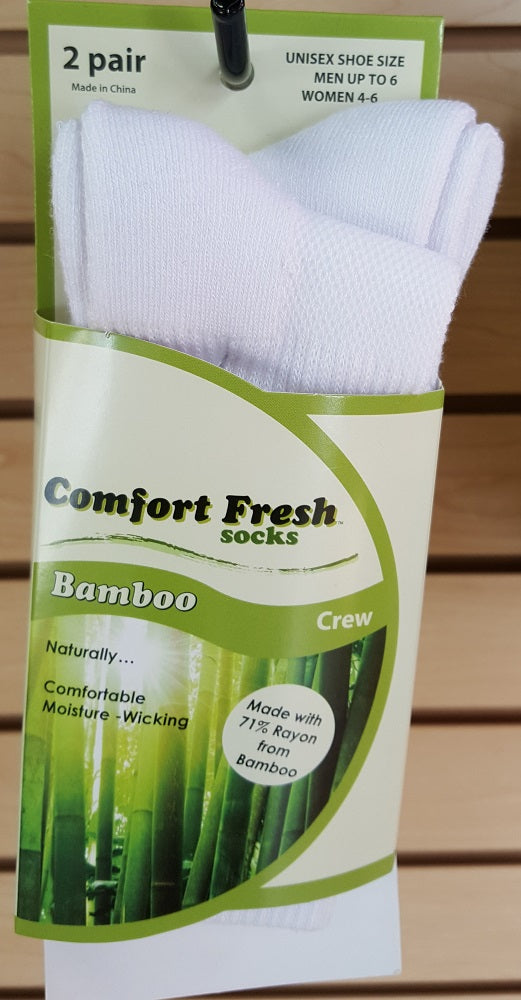 2 pair
Made in China
UNISEX SHOE SIZE
MEN UP TO 6
WOMEN 4-6
Comfort Fresh™
socks
Bamboo
Crew
Naturally...
Comfortable
Moisture -Wicking
Made with
71% Rayon
from
Bamboo